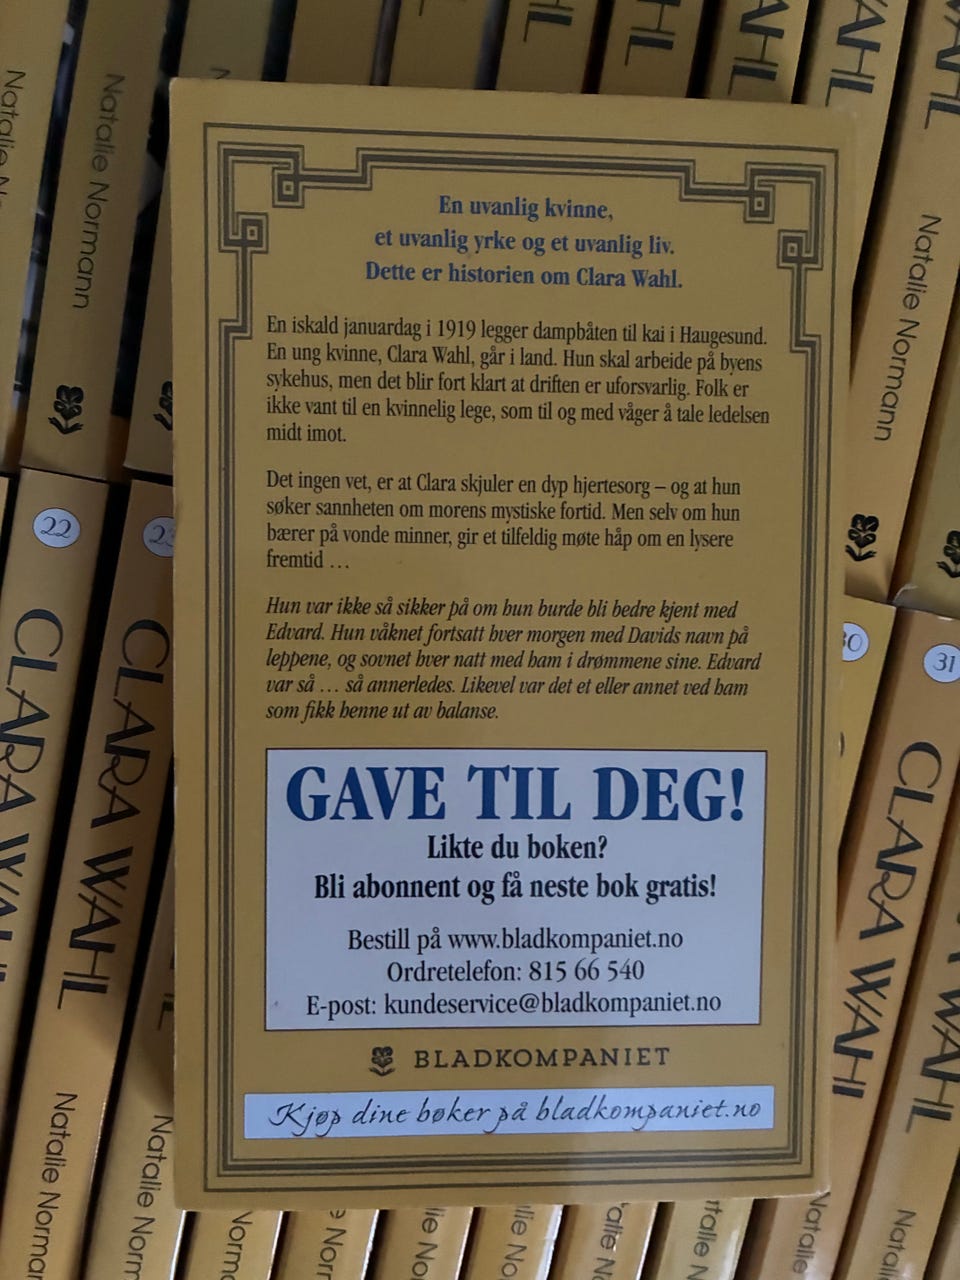 En uvanlig kvinne,
et uvanlig yrke og et uvanlig liv.
Dette er historien om Clara Wahl.
En iskald januardag i 1919 legger dampbåten til kai i Haugesund.
En ung kvinne, Clara Wahl, går i land. Hun skal arbeide på byens
sykehus, men det blir fort klart at driften er uforsvarlig. Folk er
ikke vant til en kvinnelig lege, som til og med våger å tale ledelsen
midt imot.
Det ingen vet, er at Clara skjuler en dyp hjertesorg – og at hun
søker sannheten om morens mystiske fortid. Men selv om hun
bærer på vonde minner, gir et tilfeldig møte håp om en lysere
fremtid …
Hun var ikke så sikker på om hun burde bli bedre kjent med
Edvard. Hun våknet fortsatt hver morgen med Davids navn på
leppene, og sovnet hver natt med ham i drømmene sine. Edvard
var så … så annerledes. Likevel var det et eller annet ved ham
som fikk henne ut av balanse.
GAVE TIL DEG!
Likte du boken?
Bli abonnent og få neste bok gratis!
Bestill på www.bladkompaniet.no
Ordretelefon: 815 66 540
E-post: kundeservice@bladkompaniet.no
BLADKOMPANIET
Kjøp dine bøker på bladkompaniet.no
Natalie Normann
Natalie Normann
22
CLARA WAHL
Natalie
CLARA WAHL
Natalie
31
CLARA WAHL